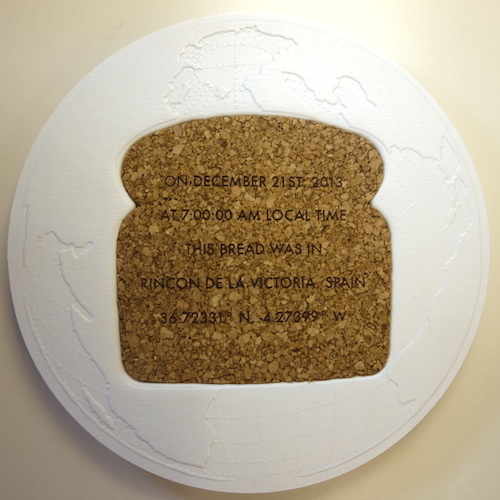 ON DECEMBER 21ST, 2013
AT 7:00:00 AM LOCAL TIME
THIS BREAD WAS IN
RINCON DE LA VICTORIA, SPAIN
36.72331° N, -4.27399° W